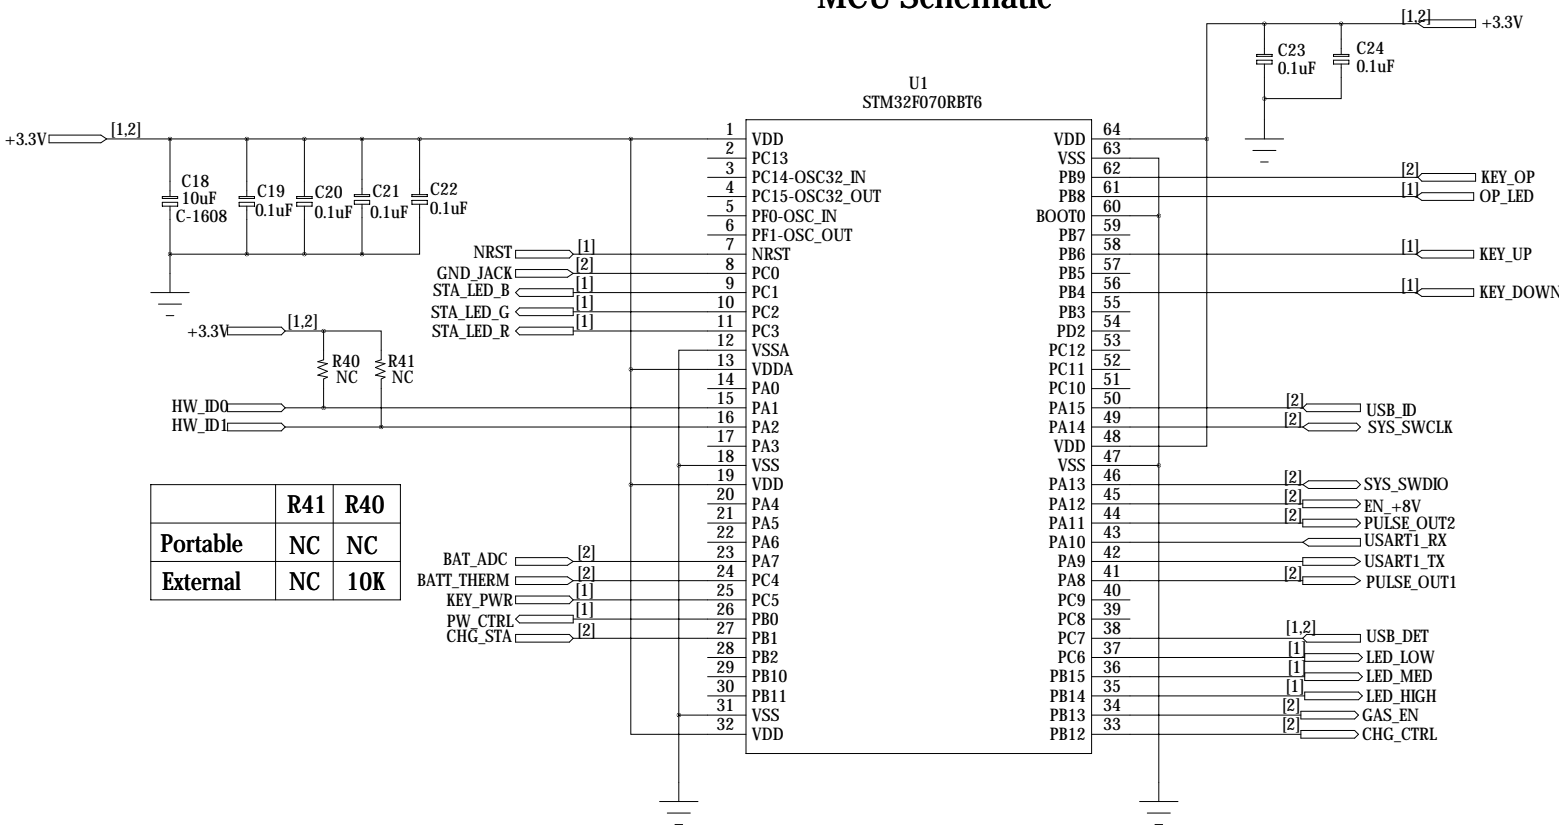 MCU Schematic
[1,2]
+3.3V
C23
0.1uF
C24
0.1uF
U1
STM32F070RBT6
+3.3V
[1,2]
C18
10uF
C-1608
C19
0.1uF
C20
0.1uF
C21
0.1uF
C22
0.1uF
1 VDD
2 PC13
3 PC14-OSC32_IN
4 PC15-OSC32_OUT
5 PF0-OSC_IN
6 PF1-OSC_OUT
NRST [1] 7 NRST
GND_JACK [2] 8 PC0
STA_LED_B [1] 9 PC1
STA_LED_G [1] 10 PC2
STA_LED_R [1] 11 PC3
12 VSSA
13 VDDA
14 PA0
HW_ID0 15 PA1
HW_ID1 16 PA2
17 PA3
18 VSS
19 VDD
20 PA4
21 PA5
22 PA6
BAT_ADC [2] 23 PA7
BATT_THERM [2] 24 PC4
KEY_PWR [1] 25 PC5
PW_CTRL [1] 26 PB0
CHG_STA [2] 27 PB1
28 PB2
29 PB10
30 PB11
31 VSS
32 VDD
+3.3V
[1,2]
R40
NC
R41
NC
R41 R40
Portable NC NC
External NC 10K
VDD 64
VSS 63
PB9 62 [2] KEY_OP
PB8 61 [1] OP_LED
BOOT0 60
PB7 59
PB6 58 [1] KEY_UP
PB5 57
PB4 56 [1] KEY_DOWN
PB3 55
PD2 54
PC12 53
PC11 52
PC10 51
PA15 50 [2] USB_ID
PA14 49 [2] SYS_SWCLK
VDD 48
VSS 47
PA13 46 [2] SYS_SWDIO
PA12 45 [2] EN_+8V
PA11 44 [2] PULSE_OUT2
PA10 43 USART1_RX
PA9 42 USART1_TX
PA8 41 [2] PULSE_OUT1
PC9 40
PC8 39
PC7 38 [1,2] USB_DET
PC6 37 [1] LED_LOW
PB15 36 [1] LED_MED
PB14 35 [1] LED_HIGH
PB13 34 [2] GAS_EN
PB12 33 [2] CHG_CTRL